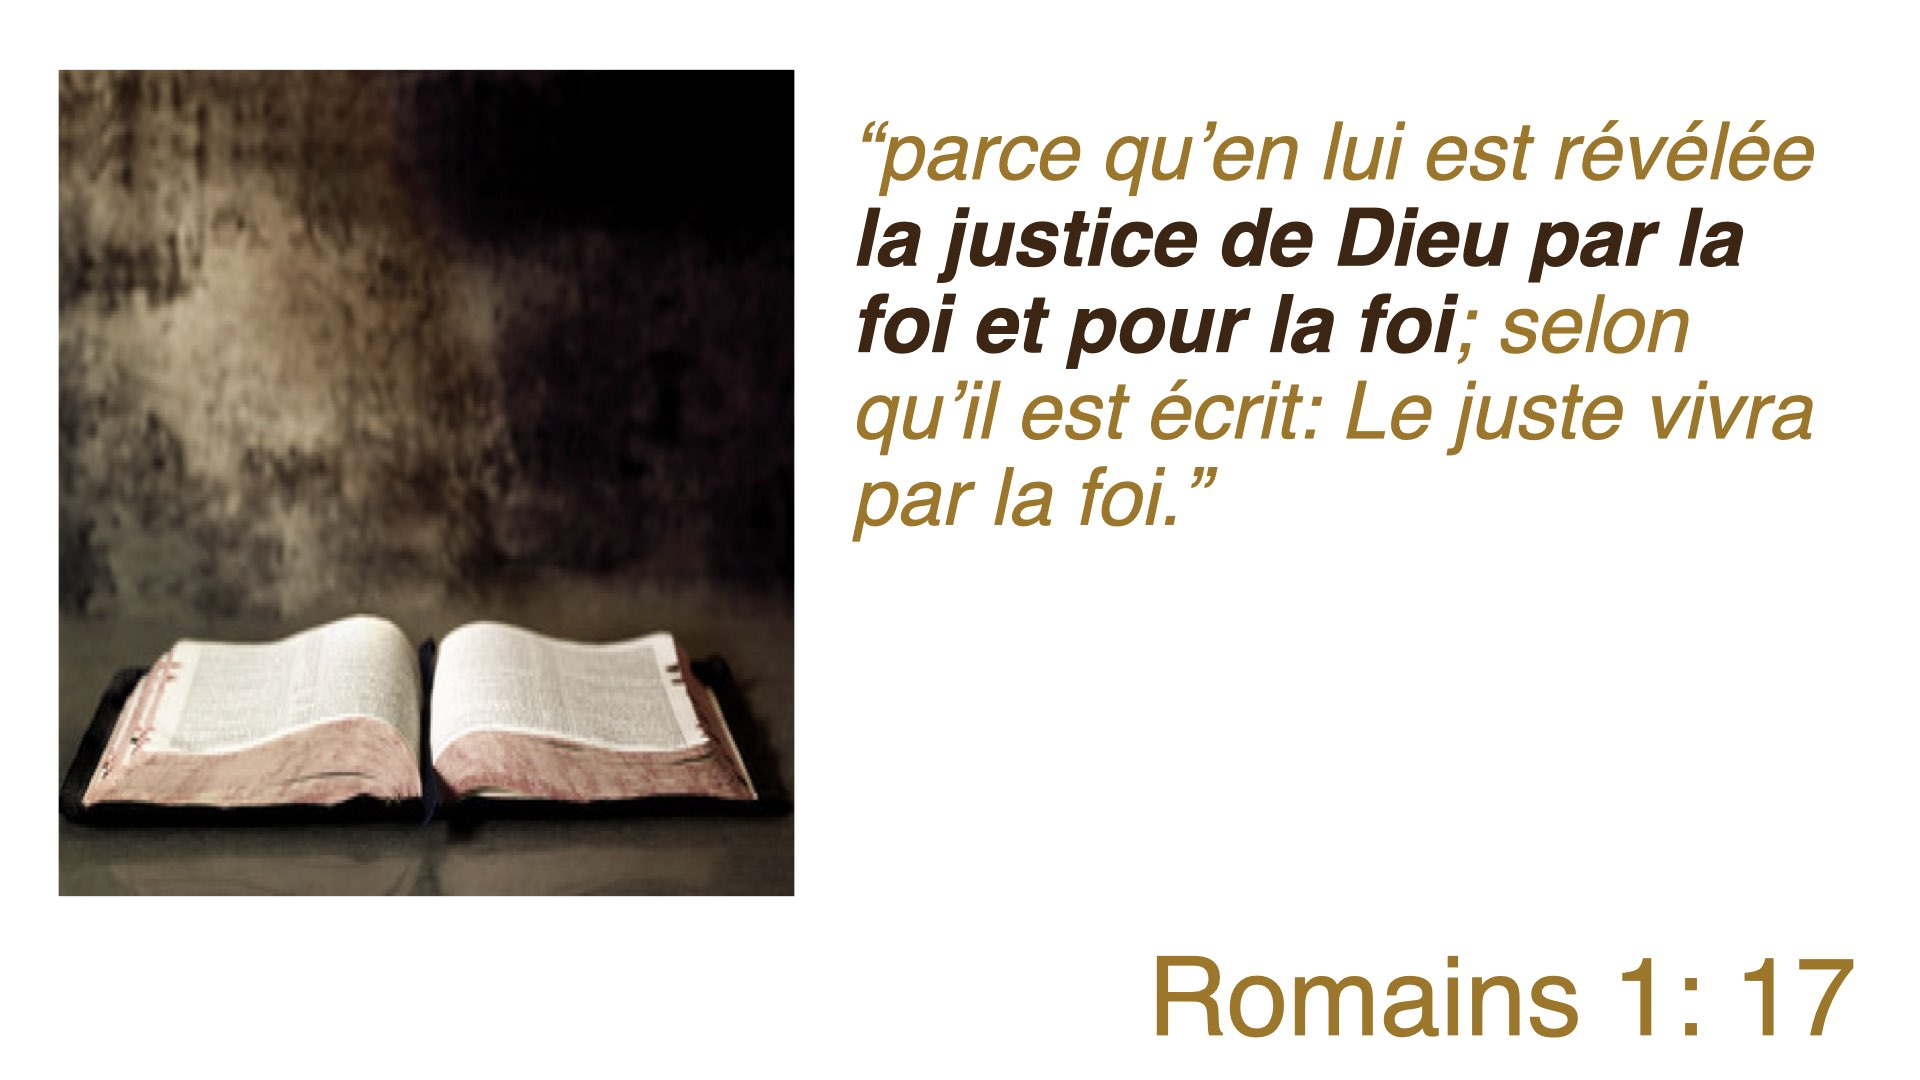 “parce qu’en lui est révélée
la justice de Dieu par la
foi et pour la foi; selon
qu’il est écrit: Le juste vivra
par la foi.”
Romains 1: 17